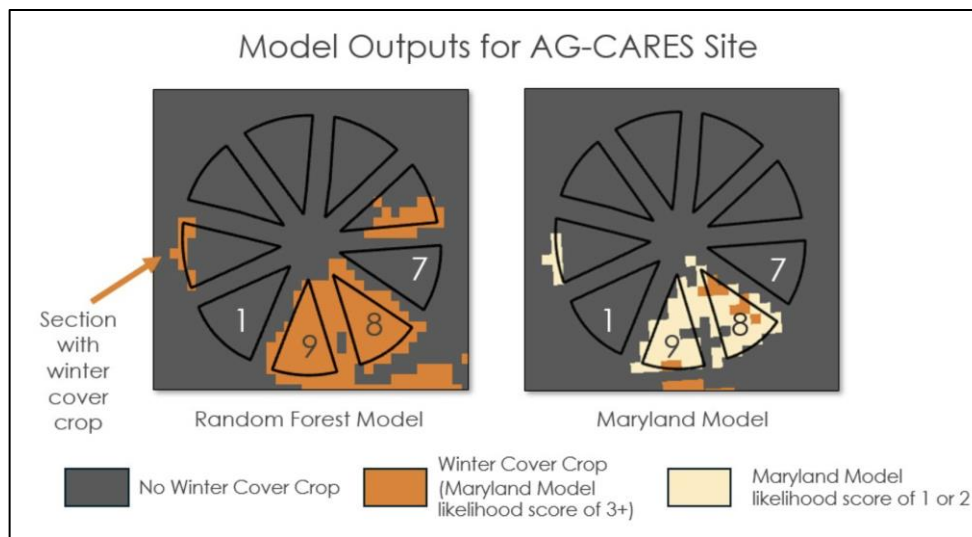 Model Outputs for AG-CARES Site
Section
with
winter
cover
crop
1
9
8
7
1
9
8
7
Random Forest Model
Maryland Model
No Winter Cover Crop
Winter Cover Crop
(Maryland Model
likelihood score of 3+)
Maryland Model
likelihood score of 1 or 2